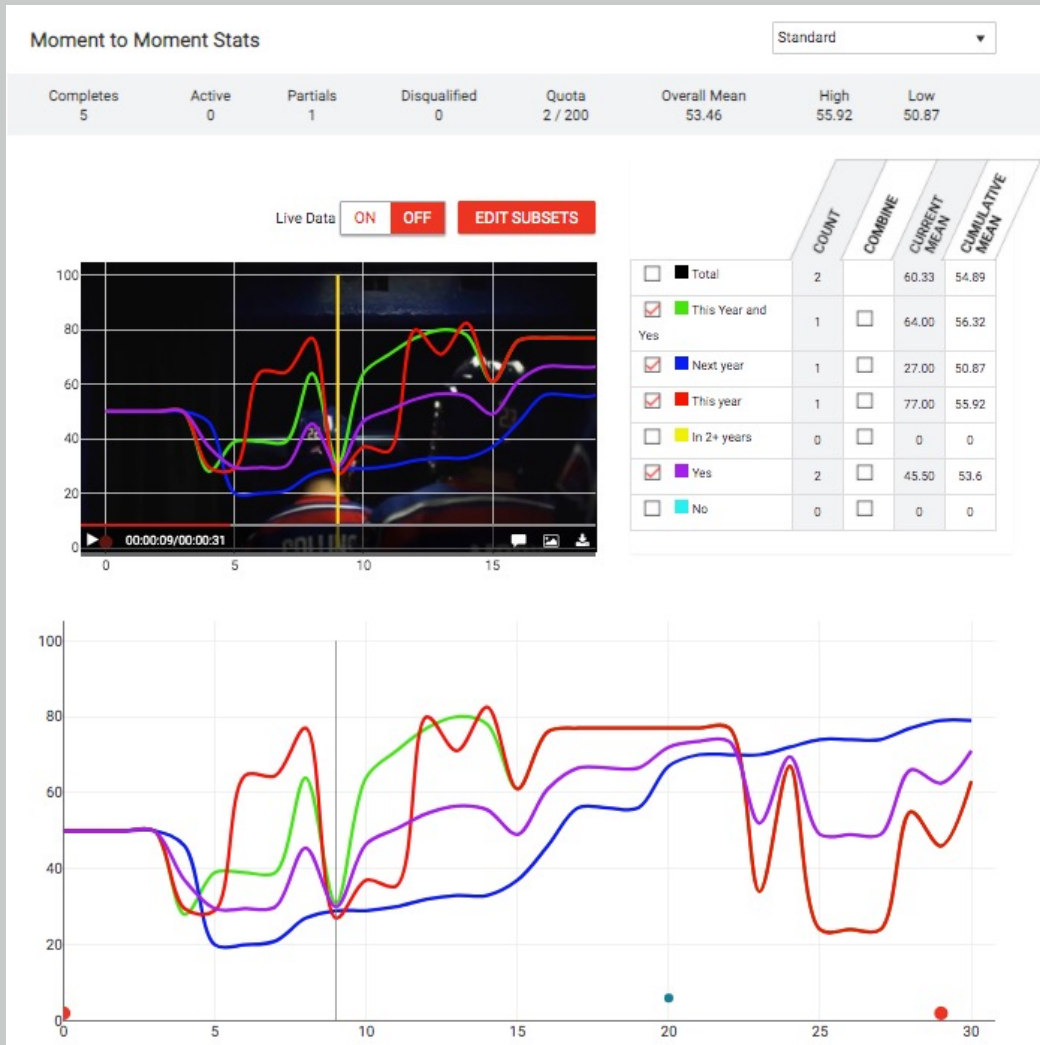 Moment to Moment Stats
Standard
Completes Active Partials Disqualified Quota Overall Mean High Low
5 0 1 0 2 / 200 53.46 55.92 50.87
Live Data ON OFF EDIT SUBSETS
COUNT COMBINE CURRENT MEAN CUMULATIVE MEAN
Total 2 60.33 54.89
This Year and Yes 1 64.00 56.32
Next year 1 27.00 50.87
This year 1 77.00 55.92
In 2+ years 0 0 0
Yes 2 45.50 53.6
No 0 0 0
100
80
60
40
20
0
00:00:09/00:00:31
0 5 10 15
100
80
60
40
20
0
0 5 10 15 20 25 30